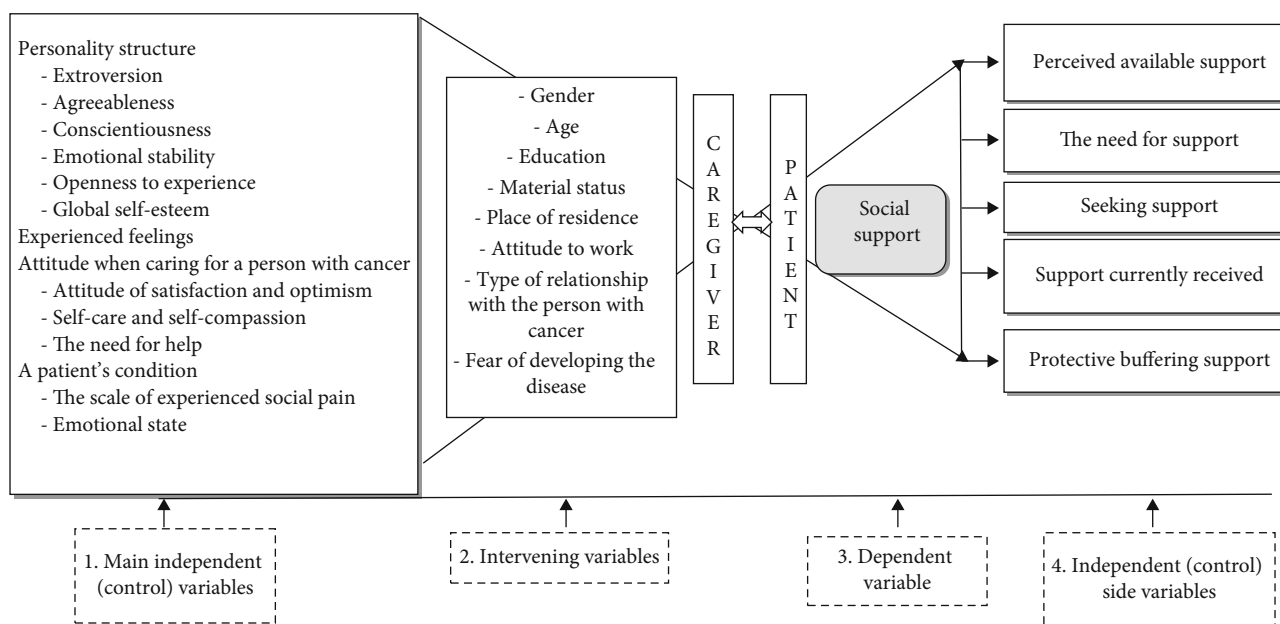 Personality structure
- Extroversion
- Agreeableness
- Conscientiousness
- Emotional stability
- Openness to experience
- Global self-esteem
Experienced feelings
Attitude when caring for a person with cancer
- Attitude of satisfaction and optimism
- Self-care and self-compassion
- The need for help
A patient's condition
- The scale of experienced social pain
- Emotional state
- Gender
- Age
- Education
- Material status
- Place of residence
- Attitude to work
- Type of relationship
with the person with
cancer
- Fear of developing the
disease
CAREGIVER
PATIENT
Social
support
Perceived available support
The need for support
Seeking support
Support currently received
Protective buffering support
1. Main independent
(control) variables
2. Intervening variables
3. Dependent
variable
4. Independent (control)
side variables